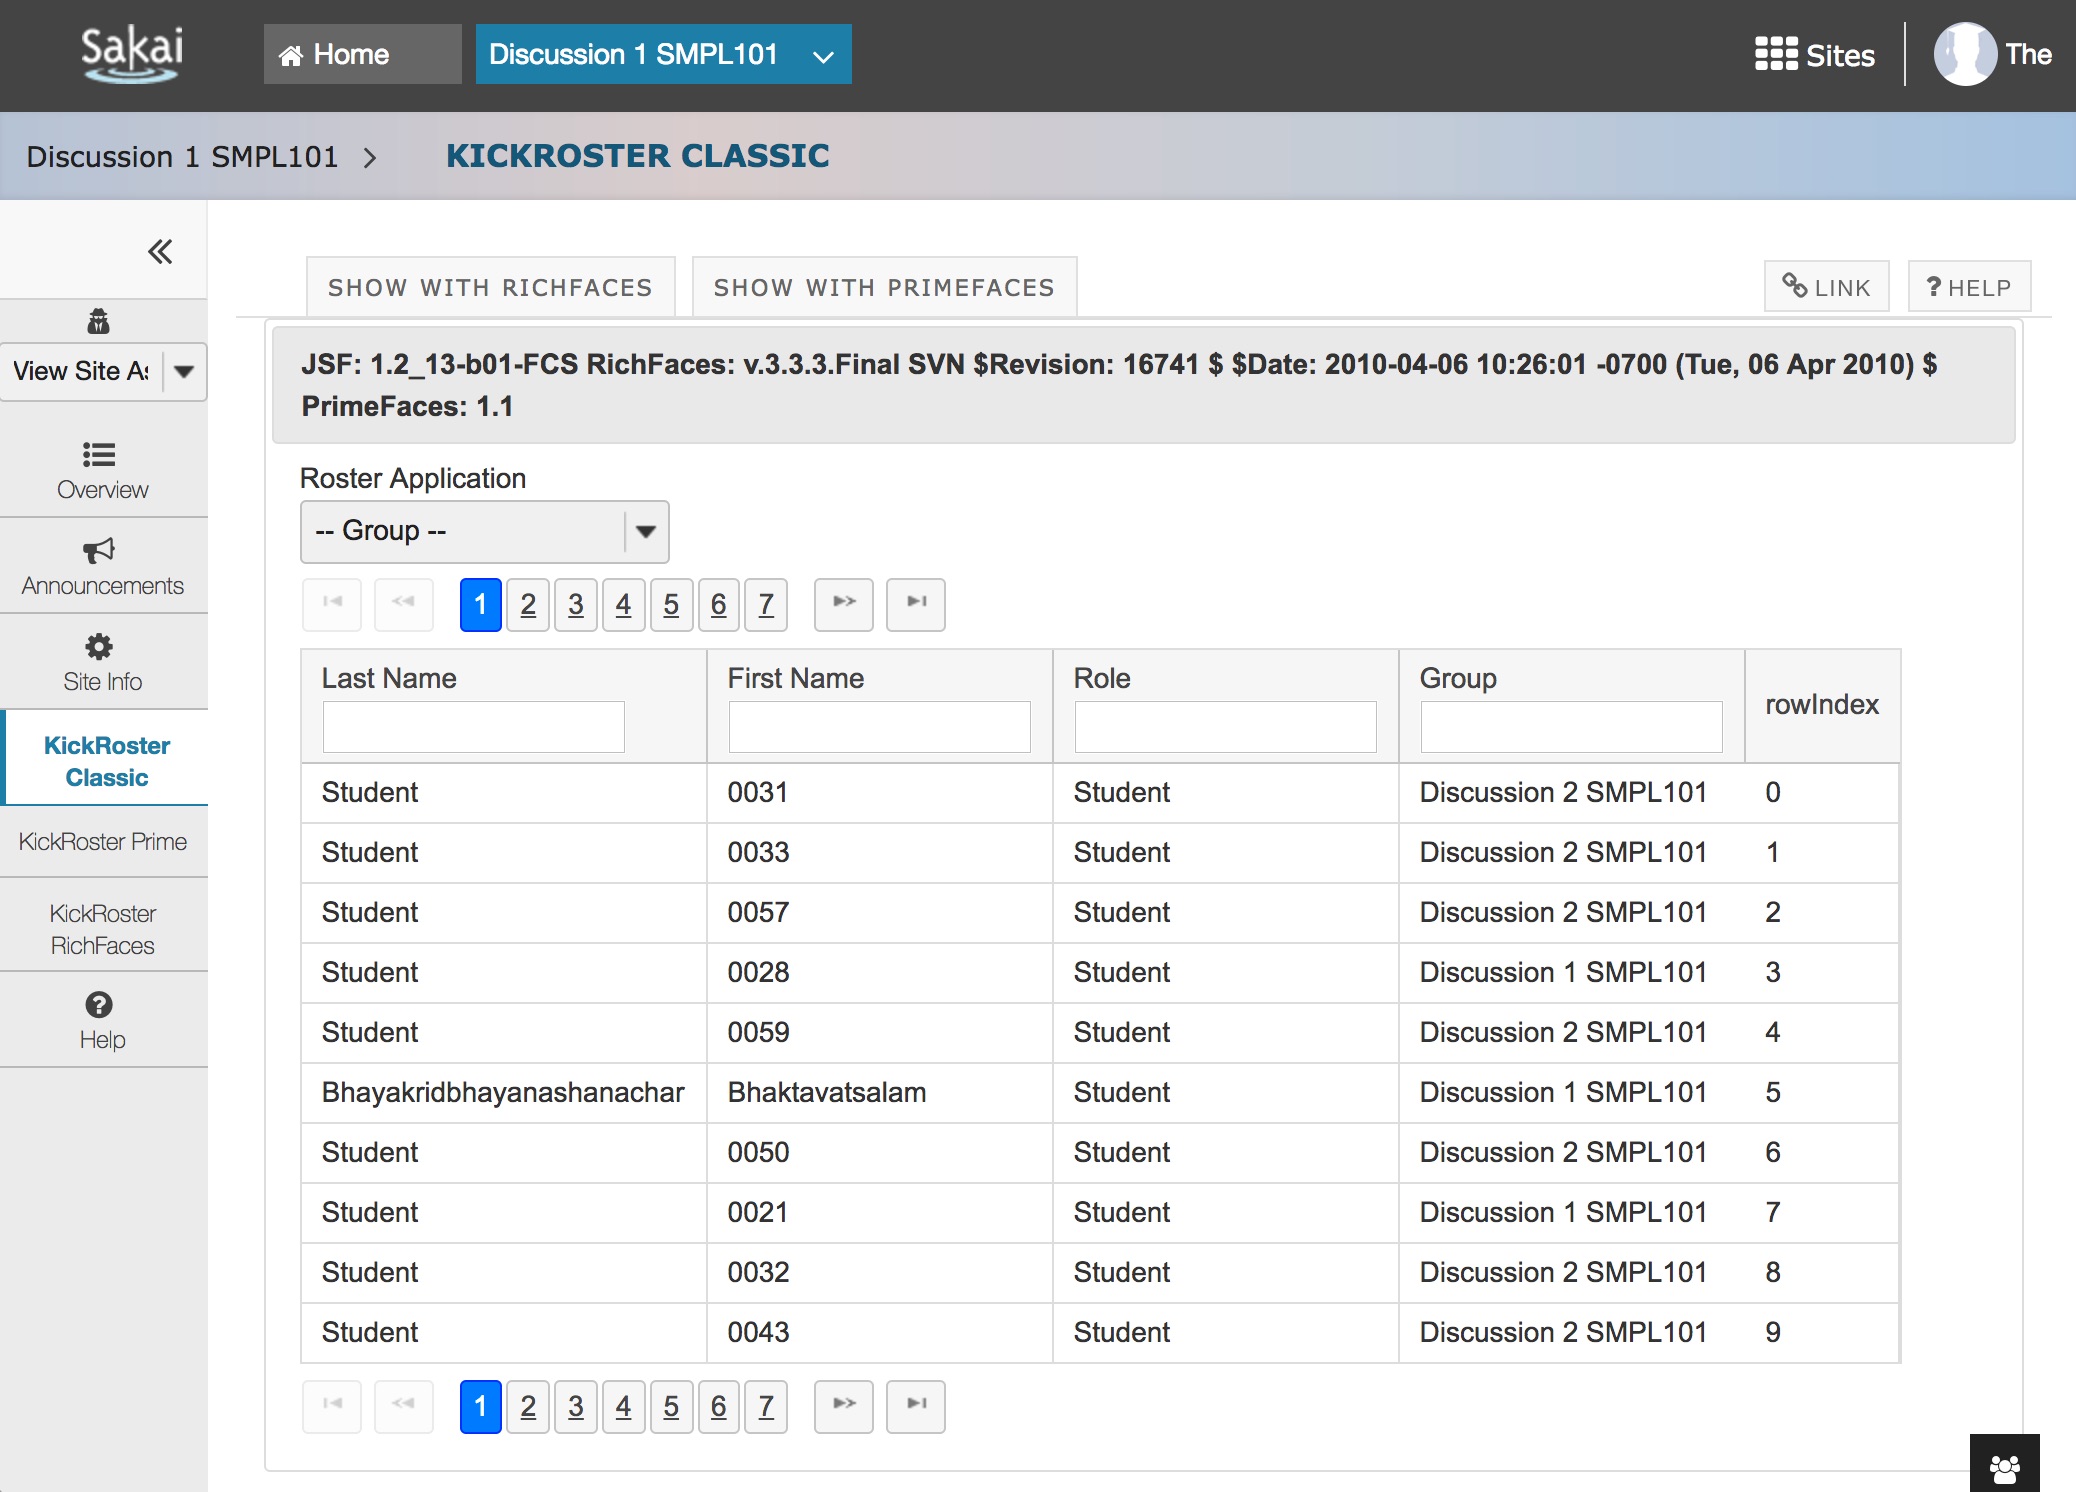 Sakai
Home
Discussion 1 SMPL101
Sites
The
Discussion 1 SMPL101
KICKROSTER CLASSIC
View Site As
Overview
Announcements
Site Info
KickRoster
Classic
KickRoster Prime
KickRoster
RichFaces
Help
SHOW WITH RICHFACES
SHOW WITH PRIMEFACES
LINK
? HELP
JSF: 1.2_13-b01-FCS RichFaces: v.3.3.3.Final SVN $Revision: 16741 $ $Date: 2010-04-06 10:26:01 -0700 (Tue, 06 Apr 2010) $
PrimeFaces: 1.1
Roster Application
-- Group --
1 2 3 4 5 6 7
Last Name First Name Role Group rowIndex
Student 0031 Student Discussion 2 SMPL101 0
Student 0033 Student Discussion 2 SMPL101 1
Student 0057 Student Discussion 2 SMPL101 2
Student 0028 Student Discussion 1 SMPL101 3
Student 0059 Student Discussion 2 SMPL101 4
Bhayakridbhayanashanachar Bhaktavatsalam Student Discussion 1 SMPL101 5
Student 0050 Student Discussion 2 SMPL101 6
Student 0021 Student Discussion 1 SMPL101 7
Student 0032 Student Discussion 2 SMPL101 8
Student 0043 Student Discussion 2 SMPL101 9
1 2 3 4 5 6 7